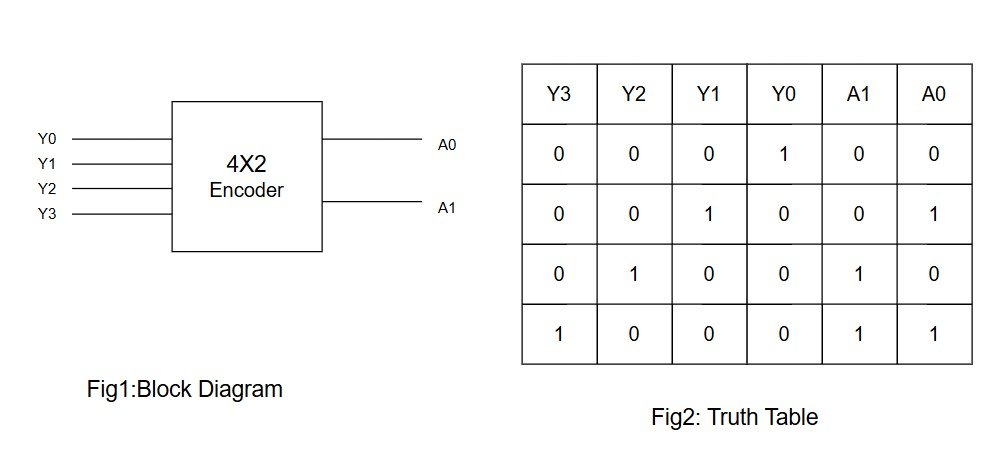 Y0
Y1
Y2
Y3
4X2
Encoder
A0
A1
Fig1:Block Diagram
Y3 Y2 Y1 Y0 A1 A0
0 0 0 1 0 0
0 0 1 0 0 1
0 1 0 0 1 0
1 0 0 0 1 1
Fig2: Truth Table